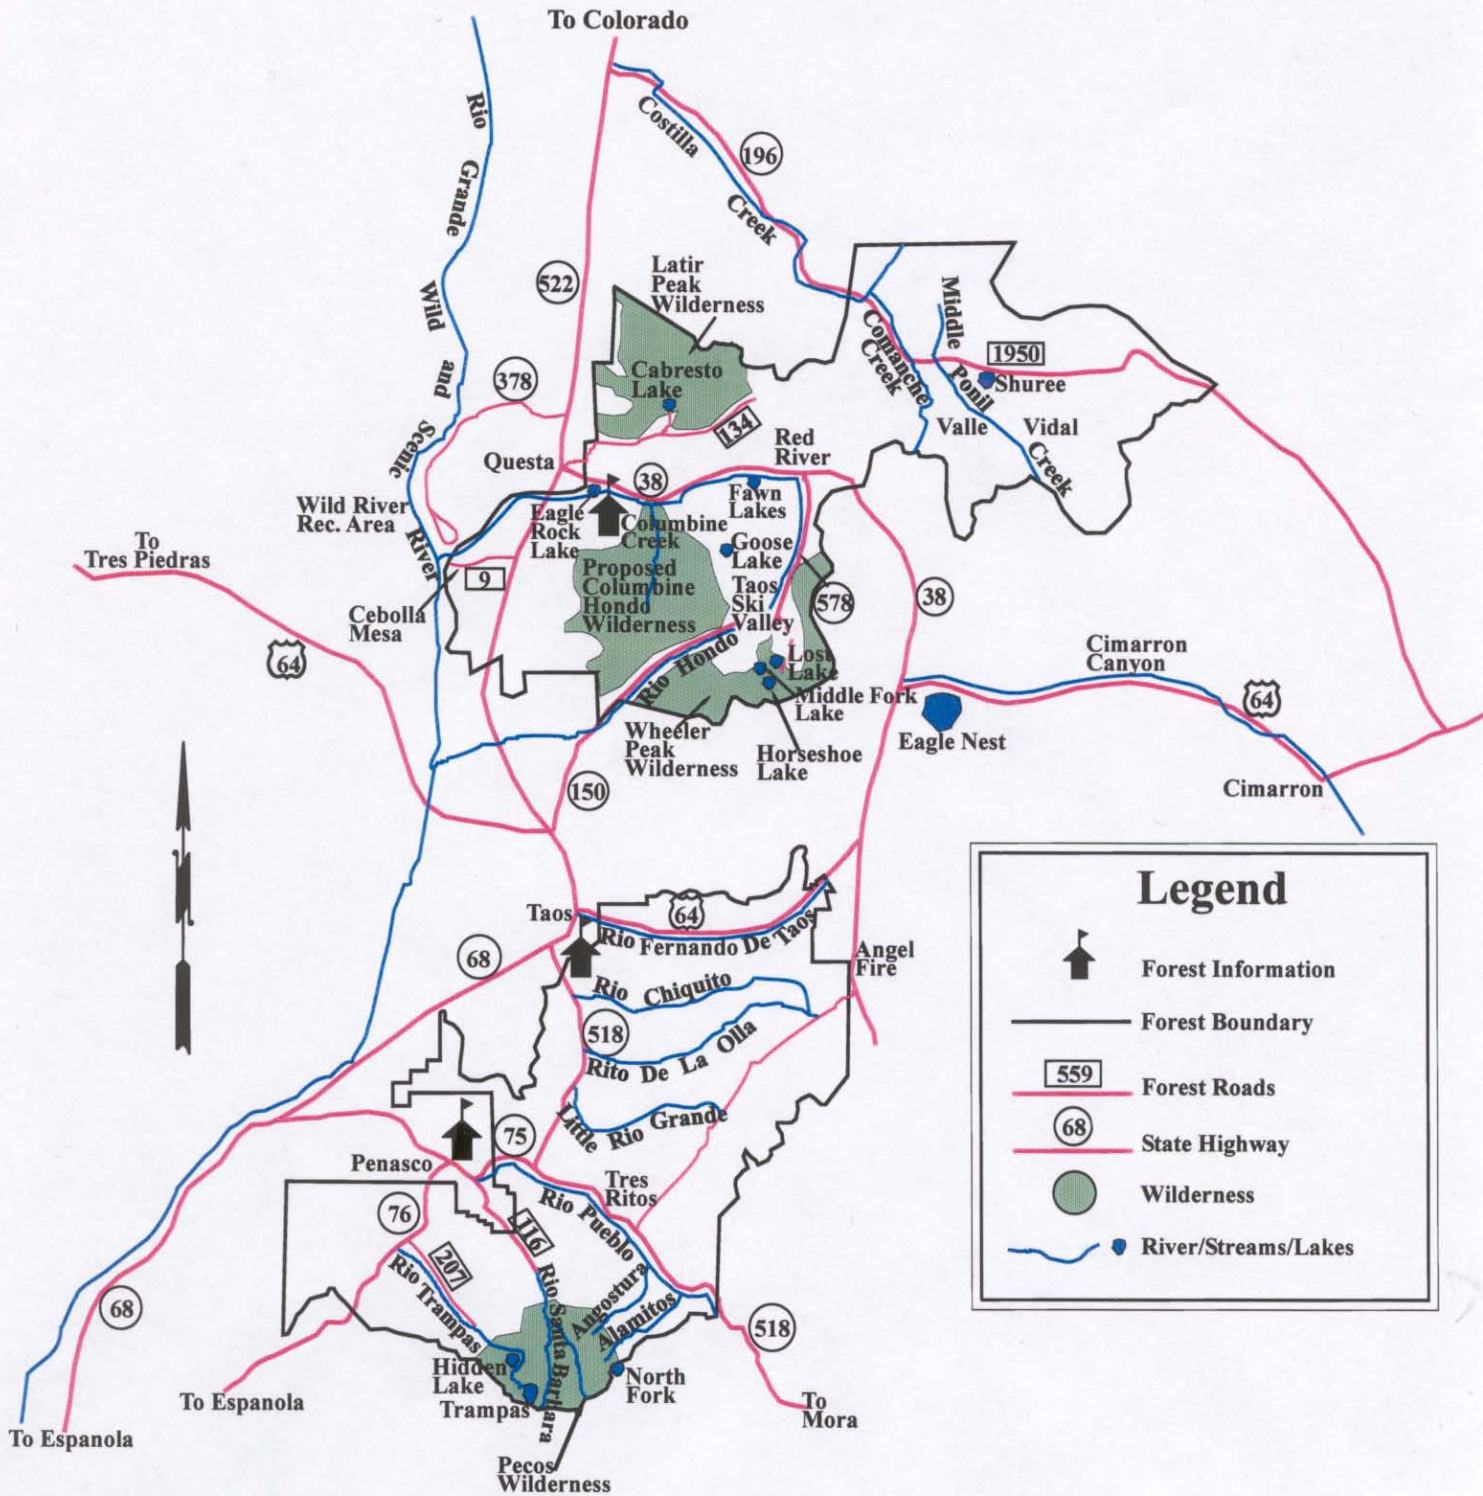 To Colorado
Rio Grande Wild and Scenic River
Costilla Creek
196
522
Latir
Peak
Wilderness
Cabresto
Lake
378
134
Comanche
Creek
Middle Ponil Creek
1950
Shuree
Valle Vidal
Questa
38
Red
River
Wild River
Rec. Area
Eagle
Rock
Lake
Columbine
Creek
Fawn
Lakes
Goose
Lake
Proposed
Columbine
Hondo
Wilderness
Taos
Ski
Valley
578
38
9
Cebolla
Mesa
To
Tres Piedras
64
Rio Hondo
Lost
Lake
Middle Fork
Lake
Horseshoe
Lake
Wheeler
Peak
Wilderness
Cimarron
Canyon
64
Eagle Nest
Cimarron
150
Taos
64
Rio Fernando De Taos
68
Angel
Fire
Rio Chiquito
518
Rito De La Olla
Little Rio Grande
75
Penasco
Tres
Ritos
Rio Pueblo
76
116
207
Rio Trampas
Rio Santa Barbara
Angostura
Alamitos
68
518
Hidden
Lake
Trampas
North
Fork
To Espanola
To Espanola
To
Mora
Pecos
Wilderness
N
Legend
Forest Information
Forest Boundary
559
Forest Roads
68
State Highway
Wilderness
River/Streams/Lakes